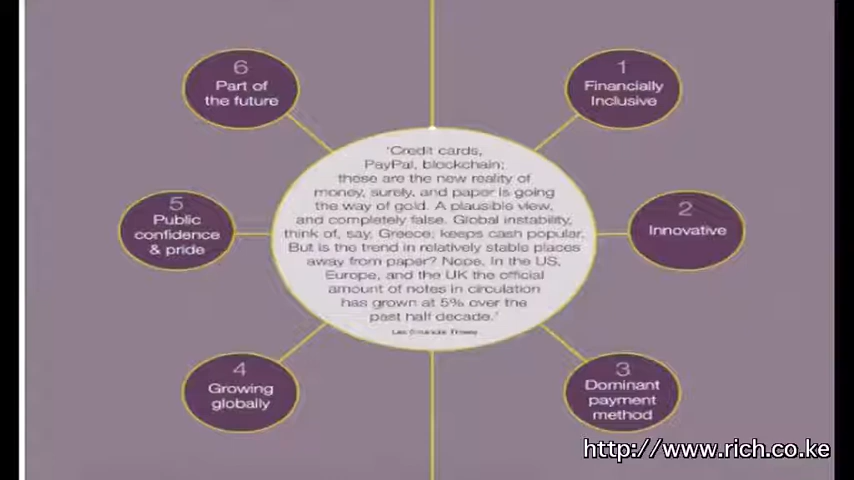 6
Part of
the future
1
Financially
Inclusive
5
Public
confidence
& pride
'Credit cards,
PayPal, blockchain;
these are the new reality of
money, surely, and paper is going
the way of gold. A plausible view,
and completely false. Global instability,
think of, say, Greece, keeps cash popular.
But is the trend in relatively stable places
away from paper? Nope. In the US,
Europe, and the UK the official
amount of notes in circulation
has grown at 5% over the
past half decade.'
2
Innovative
4
Growing
globally
3
Dominant
payment
method
http://www.rich.co.ke